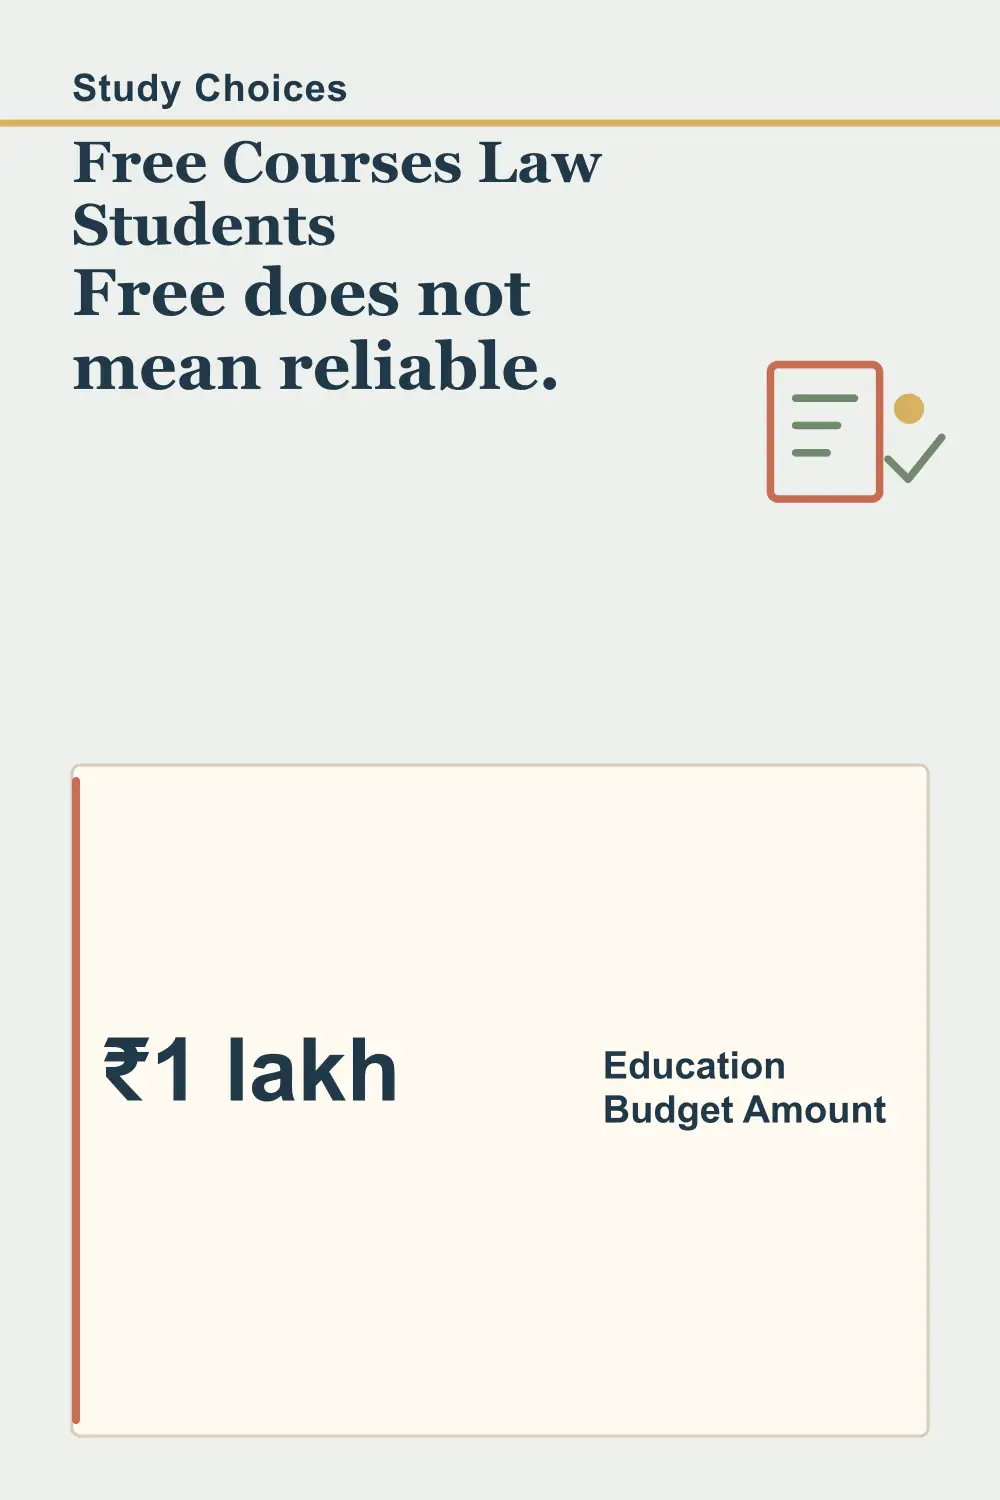 Study Choices
Free Courses Law
Students
Free does not
mean reliable.
₹1 lakh
Education
Budget Amount